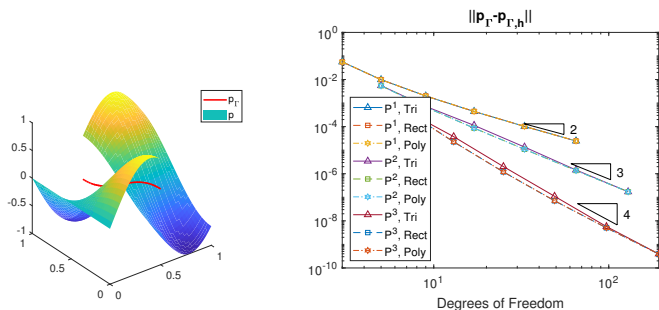 p_Γ
p
1
0.5
0
-0.5
-1
1
0.5
0
0
0.5
1
||p_Γ-p_Γ,h||
10^0
10^-2
10^-4
10^-6
10^-8
10^-10
10^1
10^2
Degrees of Freedom
P^1, Tri
P^1, Rect
P^1, Poly
P^2, Tri
P^2, Rect
P^2, Poly
P^3, Tri
P^3, Rect
P^3, Poly
2
3
4